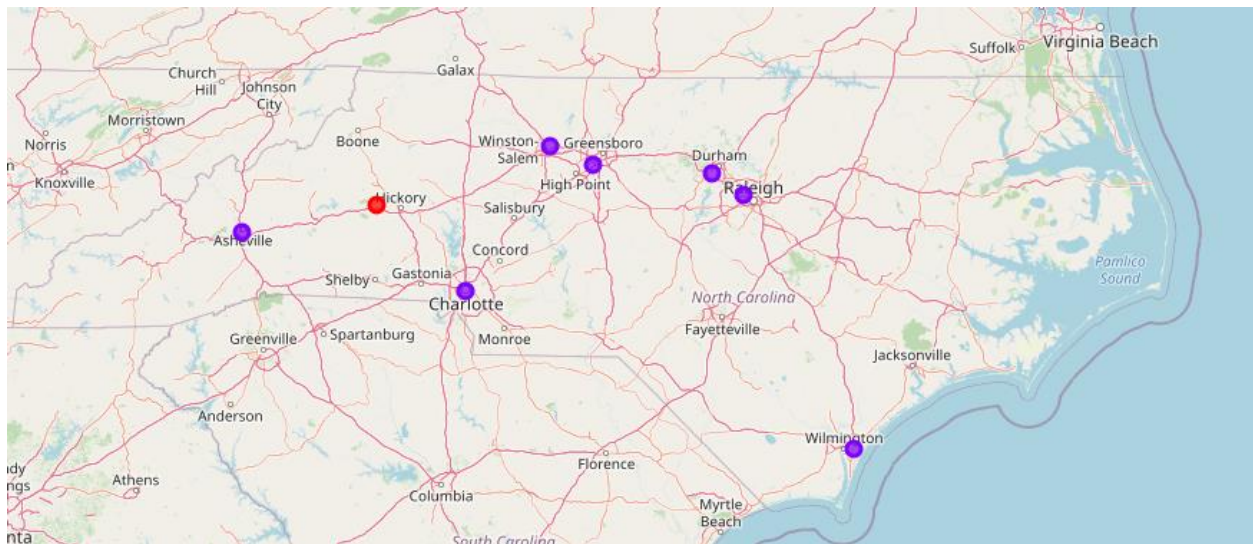 Suffolk
Virginia Beach
Galax
Church
Hill
Johnson
City
Morristown
Norris
Boone
Winston-
Salem
Greensboro
Durham
Knoxville
High Point
Raleigh
Hickory
Salisbury
Asheville
Concord
Pamlico
Sound
Shelby
Gastonia
Charlotte
North Carolina
Fayetteville
Greenville
Spartanburg
Monroe
Jacksonville
Anderson
Wilmington
Florence
Athens
Columbia
Myrtle
Beach
South Carolina